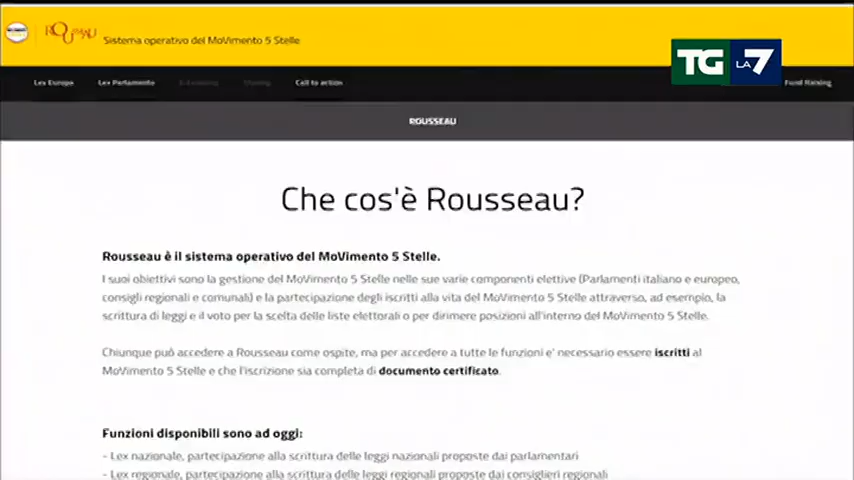 ROUSSEAU Sistema operativo del MoVimento 5 Stelle
TG LA7
Lex Europa Lex Parlamento E-learning Sharing Call to action Fund Raising
ROUSSEAU
Che cos'è Rousseau?
Rousseau è il sistema operativo del MoVimento 5 Stelle.
I suoi obiettivi sono la gestione del MoVimento 5 Stelle nelle sue varie componenti elettive (Parlamenti italiano e europeo,
consigli regionali e comunali) e la partecipazione degli iscritti alla vita del MoVimento 5 Stelle attraverso, ad esempio, la
scrittura di leggi e il voto per la scelta delle liste elettorali o per dirimere posizioni all'interno del MoVimento 5 Stelle.
Chiunque può accedere a Rousseau come ospite, ma per accedere a tutte le funzioni e' necessario essere iscritti al
MoVimento 5 Stelle e che l'iscrizione sia completa di documento certificato.
Funzioni disponibili sono ad oggi:
- Lex nazionale, partecipazione alla scrittura delle leggi nazionali proposte dai parlamentari
- Lex regionale, partecipazione alla scrittura delle leggi regionali proposte dai consiglieri regionali